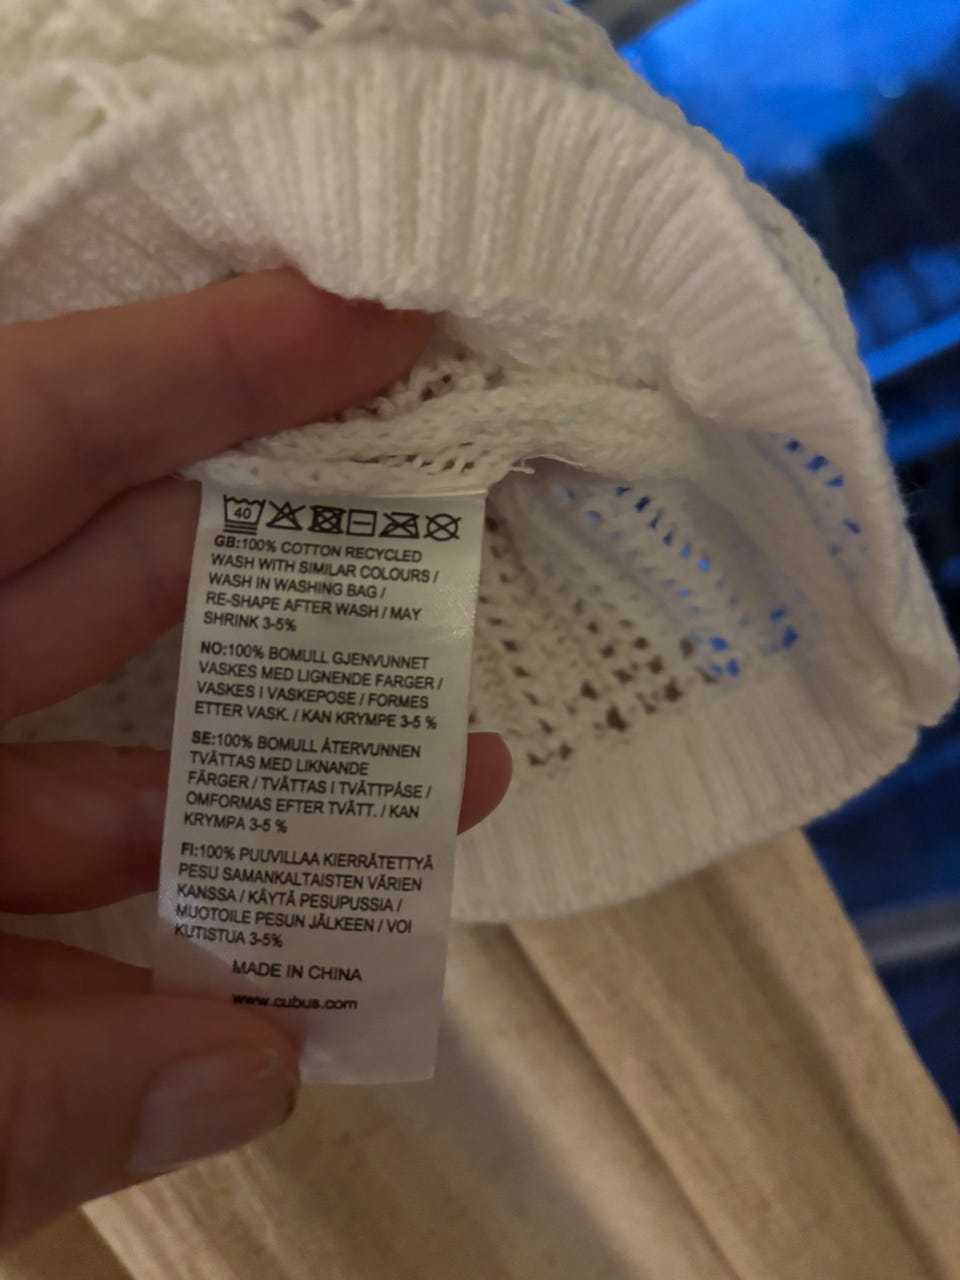 40
GB:100% COTTON RECYCLED
WASH WITH SIMILAR COLOURS /
WASH IN WASHING BAG /
RE-SHAPE AFTER WASH / MAY
SHRINK 3-5%
NO:100% BOMULL GJENVUNNET
VASKES MED LIGNENDE FARGER /
VASKES I VASKEPOSE / FORMES
ETTER VASK. / KAN KRYMPE 3-5 %
SE:100% BOMULL ÅTERVUNNEN
TVÄTTAS MED LIKNANDE
FÄRGER / TVÄTTAS I TVÄTTPÅSE /
OMFORMAS EFTER TVÄTT. / KAN
KRYMPA 3-5 %
FI:100% PUUVILLAA KIERRÄTETTYÄ
PESU SAMANKALTAISTEN VÄRIEN
KANSSA / KÄYTÄ PESUPUSSIA /
MUOTOILE PESUN JÄLKEEN / VOI
KUTISTUA 3-5%
MADE IN CHINA
www.cubus.com